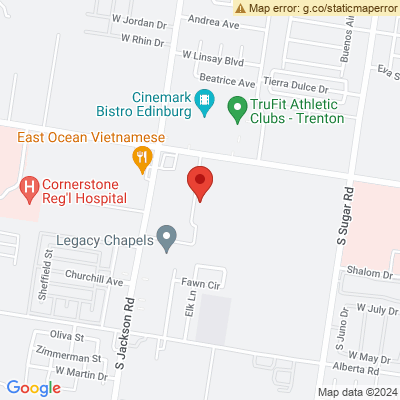 Map error: g.co/staticmaperror
Andrea Ave
W Jordan Dr
W Rhin Dr
W Linsay Blvd
Buenos Air
Eva S
Beatrice Ave
Tierra Dulce Dr
Cinemark
Bistro Edinburg
TruFit Athletic
Clubs - Trenton
East Ocean Vietnamese
Cornerstone
Reg'l Hospital
S Sugar Rd
Legacy Chapels
Sheffield St
Churchill Ave
Shalom Dr
Fawn Cir
Elk Ln
S Jackson Rd
S Juno Dr
W July Dr
Oliva St
Zimmerman St
W Martin Dr
W May Dr
Alberta Rd
Google
Map data ©2024